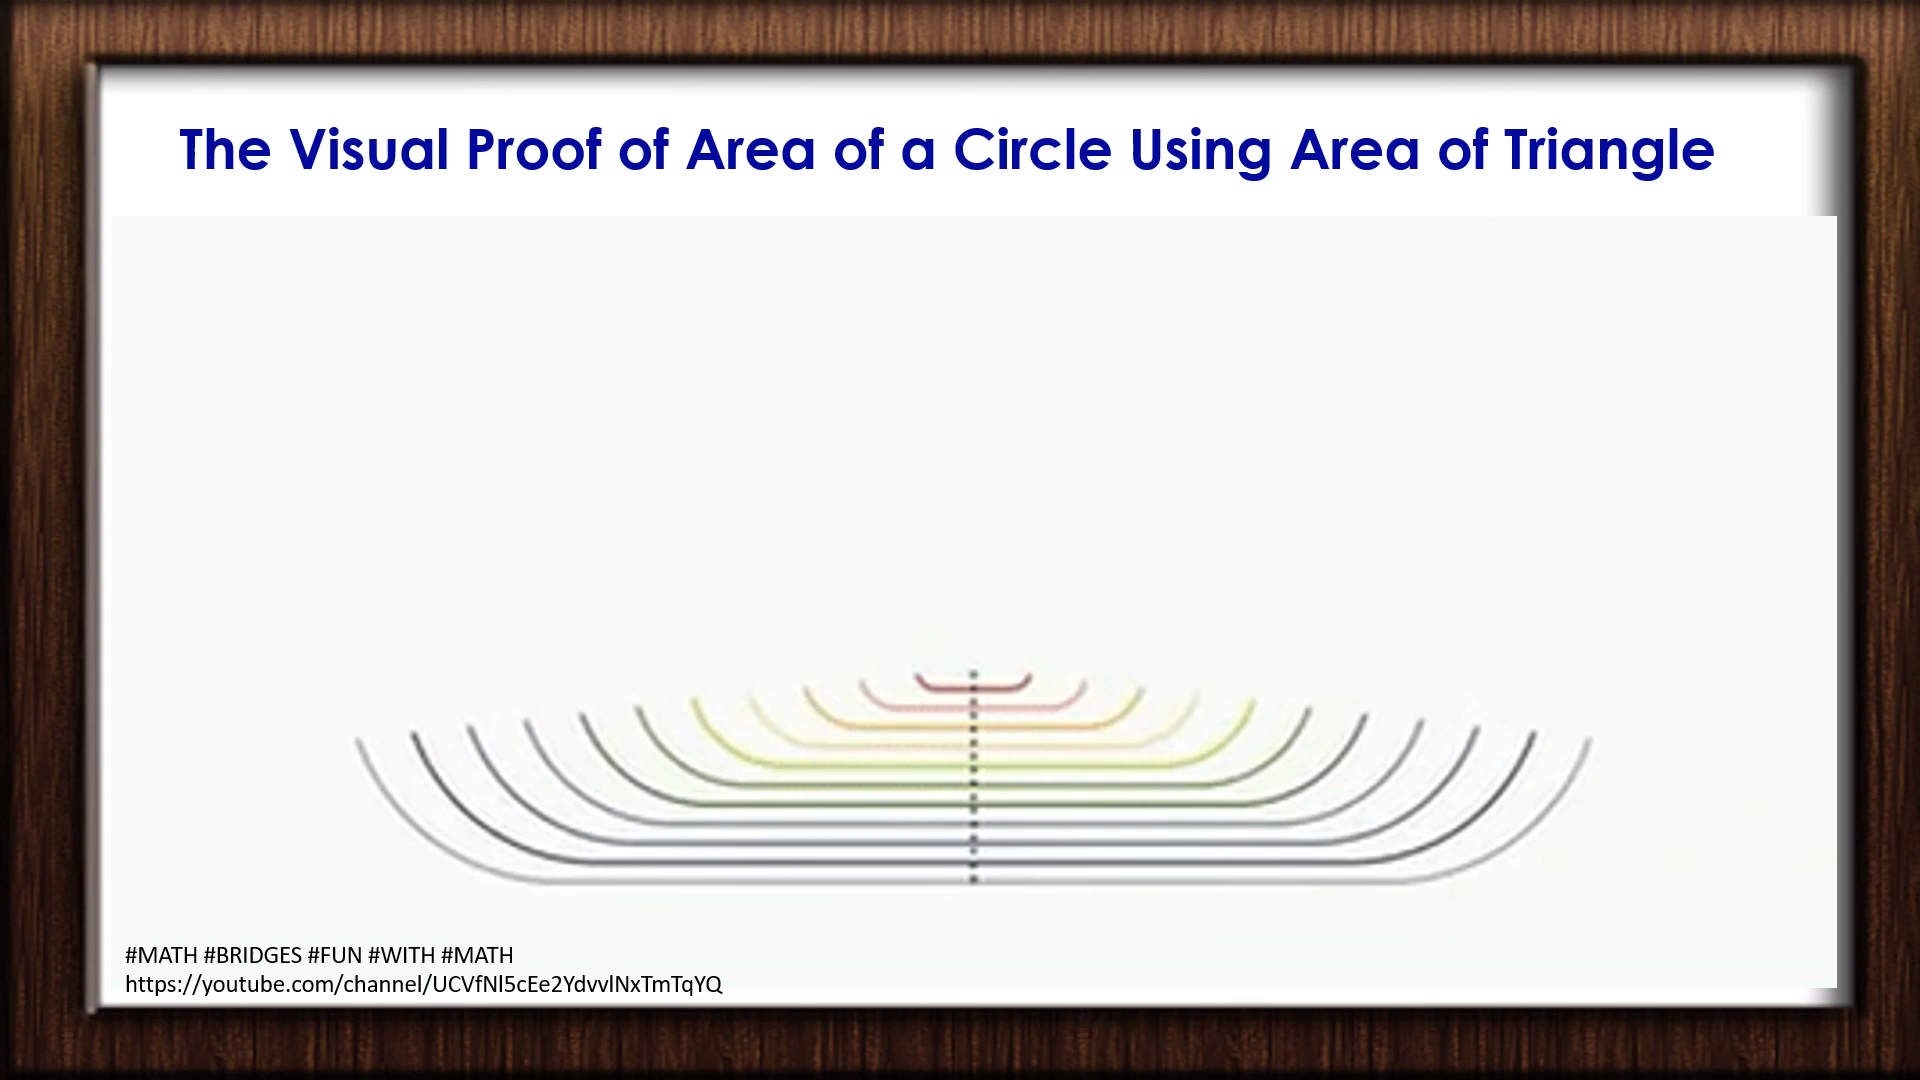 The Visual Proof of Area of a Circle Using Area of Triangle
#MATH #BRIDGES #FUN #WITH #MATH
https://youtube.com/channel/UCVfNl5cEe2YdvvlNxTmTqYQ